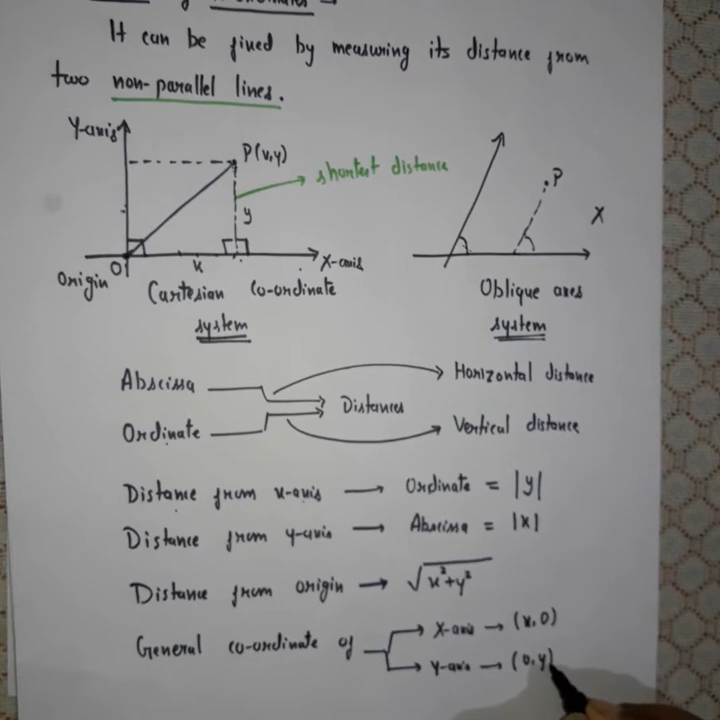 It can be fixed by measuring its distance from
two non-parallel lines.
Y-axis
P(x,y)
shortest distance
y
O
x
X-axis
Origin
Cartesian co-ordinate
system
P
X
Oblique axes
system
Abscissa
Ordinate
Distances
Horizontal distance
Vertical distance
Distance from x-axis → Ordinate = |y|
Distance from y-axis → Abscissa = |x|
Distance from origin → √x²+y²
General co-ordinate of
X-axis → (x,0)
Y-axis → (0,y)